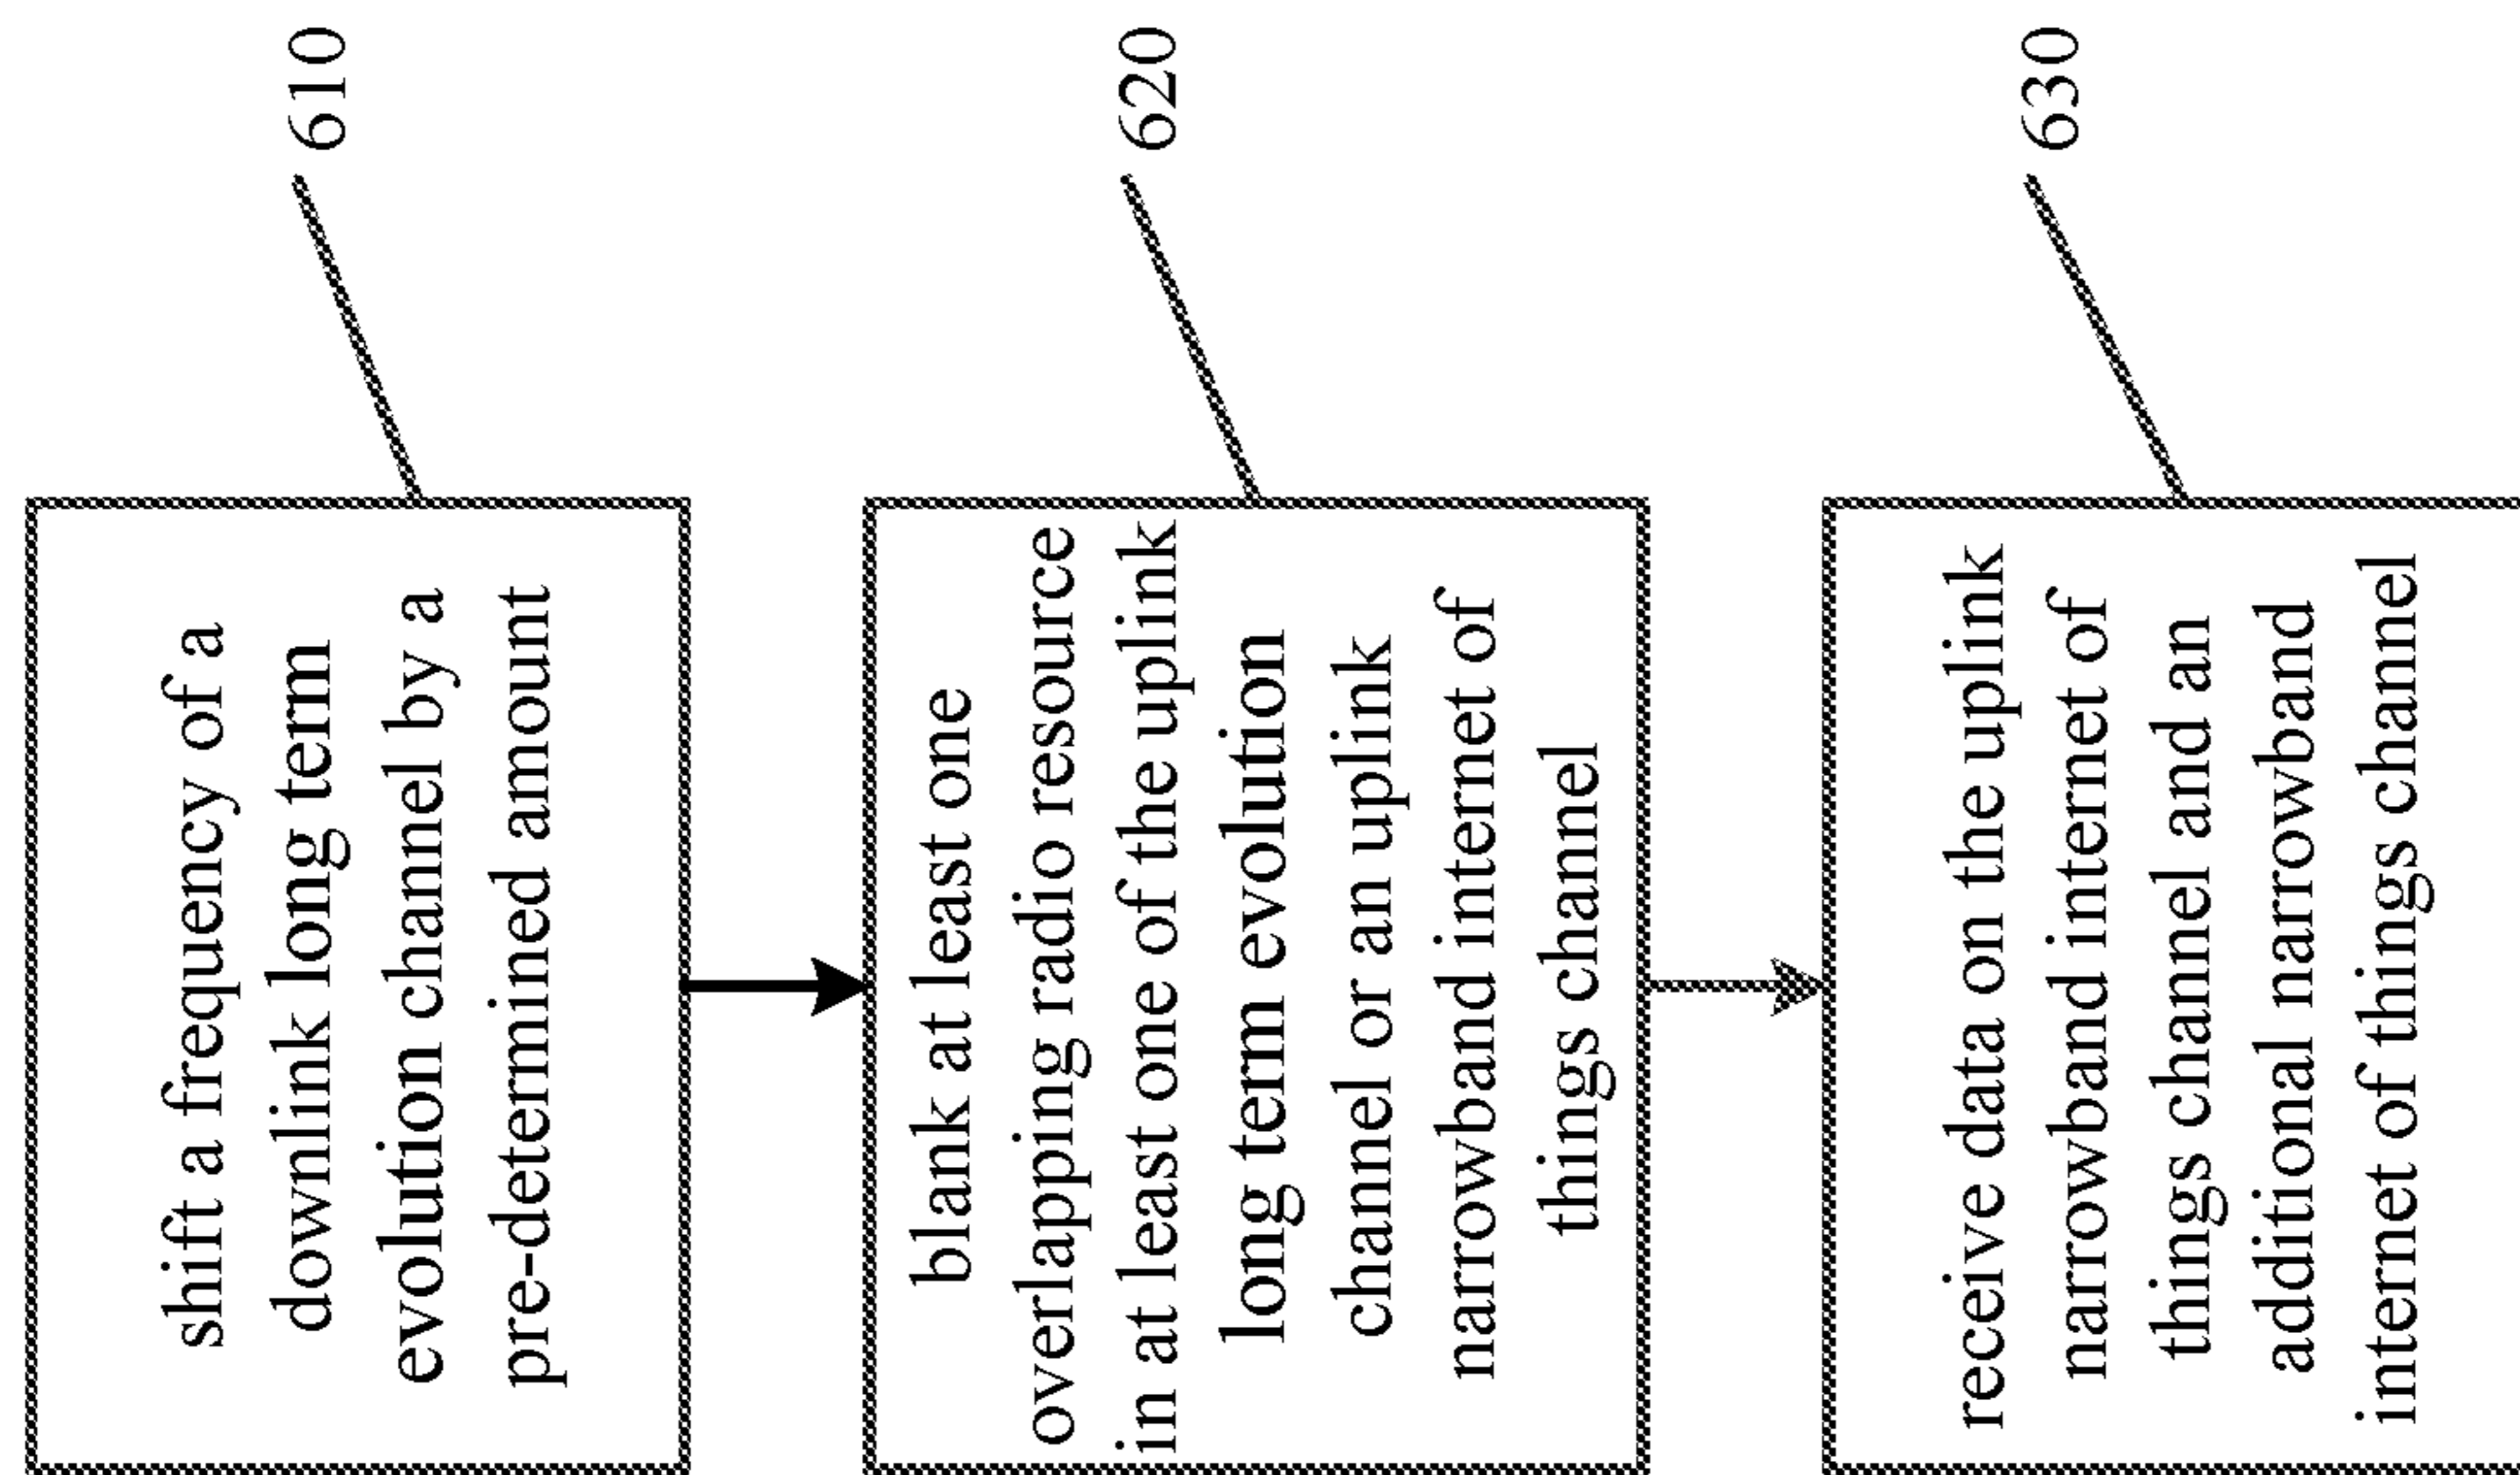 shift a frequency of a
downlink long term
evolution channel by a
pre-determined amount
610
blank at least one
overlapping radio resource
in at least one of the uplink
long term evolution
channel or an uplink
narrowband internet of
things channel
620
receive data on the uplink
narrowband internet of
things channel and an
additional narrowband
internet of things channel
630